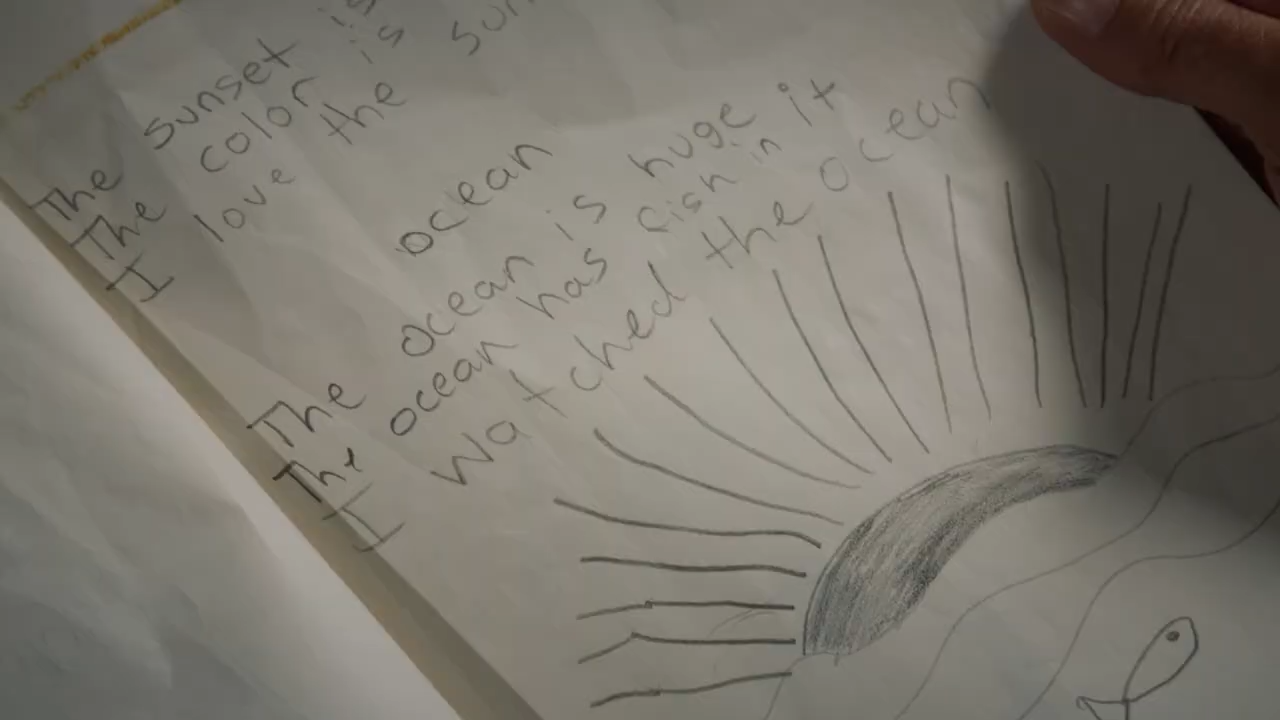 The sunset is
The color is
I love the
ocean
The ocean is huge
The ocean has fish in it
I watched the ocean